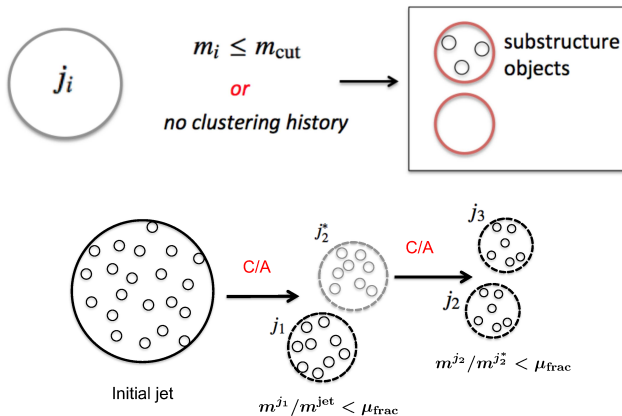 j_i
m_i ≤ m_cut
or
no clustering history
substructure
objects
j_2^*
j_3
C/A
C/A
j_1
j_2
Initial jet
m^{j_1}/m^{jet} < μ_frac
m^{j_2}/m^{j_2^*} < μ_frac